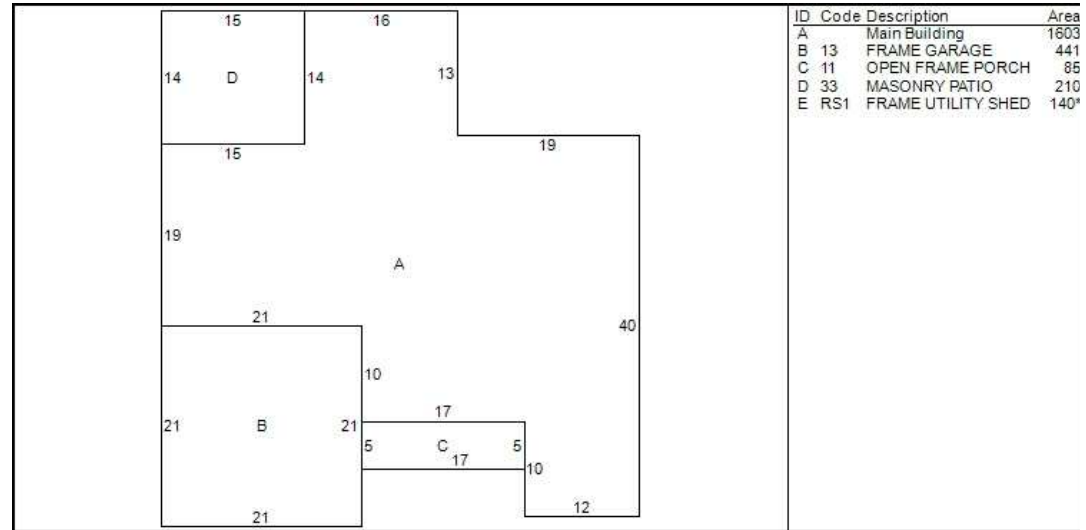 15 16
14 D 14 13
15 19
19
A
21 40
10
17
21 B 21 5 C 5
17 10
12
21
ID Code Description Area
A Main Building 1603
B 13 FRAME GARAGE 441
C 11 OPEN FRAME PORCH 85
D 33 MASONRY PATIO 210
E RS1 FRAME UTILITY SHED 140*